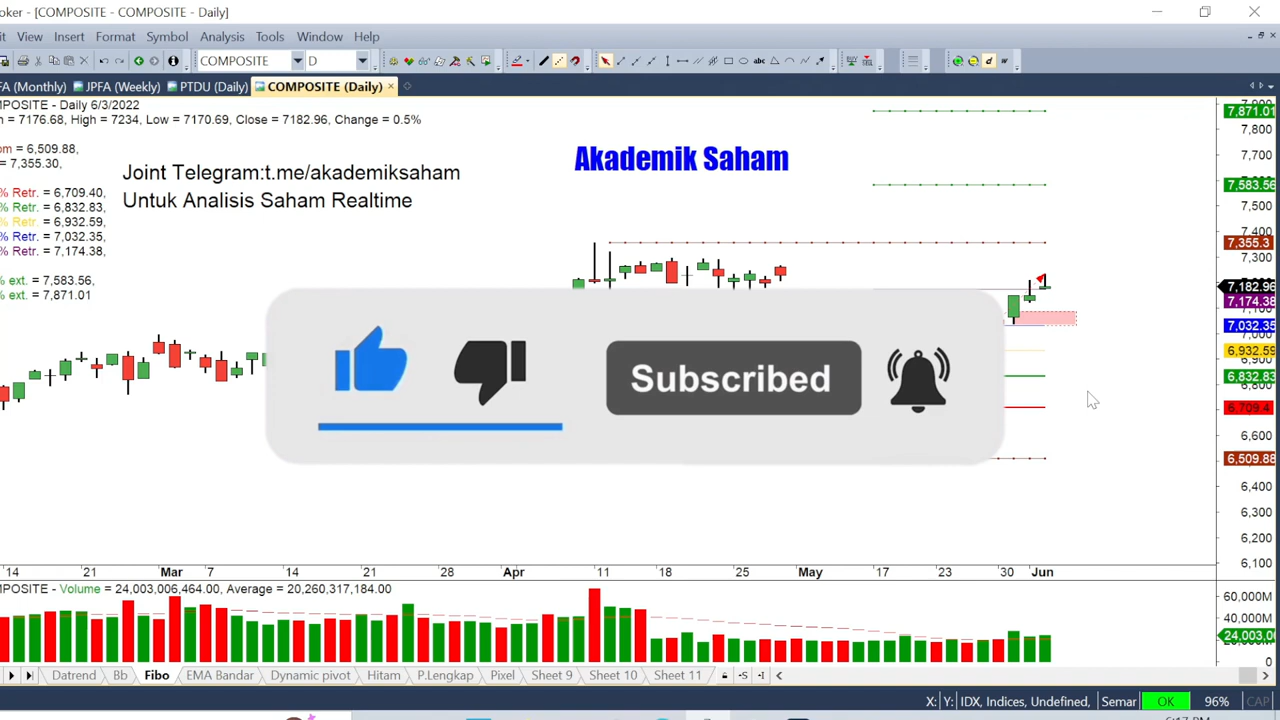 oker - [COMPOSITE - COMPOSITE - Daily]
it View Insert Format Symbol Analysis Tools Window Help
COMPOSITE D
FA (Monthly) JPFA (Weekly) PTDU (Daily) COMPOSITE (Daily)
MPOSITE - Daily 6/3/2022
n = 7176.68, High = 7234, Low = 7170.69, Close = 7182.96, Change = 0.5%
om = 6,509.88,
= 7,355.30,
% Retr. = 6,709.40,
% Retr. = 6,832.83,
% Retr. = 6,932.59,
% Retr. = 7,032.35,
% Retr. = 7,174.38,
% ext. = 7,583.56,
% ext. = 7,871.01
Joint Telegram:t.me/akademiksaham
Untuk Analisis Saham Realtime
Akademik Saham
Subscribed
7,871.01
7,800
7,700
7,583.56
7,500
7,400
7,355.3
7,300
7,182.96
7,174.38
7,032.35
6,932.59
6,832.83
6,709.4
6,600
6,509.88
6,400
6,300
6,200
6,100
14 21 Mar 7 14 21 28 Apr 11 18 25 May 17 23 30 Jun
MPOSITE - Volume = 24,003,006,464.00, Average = 20,260,317,184.00
60,000M
40,000M
24,003,00
0
Datrend Bb Fibo EMA Bandar Dynamic pivot Hitam P.Lengkap Pixel Sheet 9 Sheet 10 Sheet 11
X: Y: IDX, Indices, Undefined, Semar OK 96% CAP